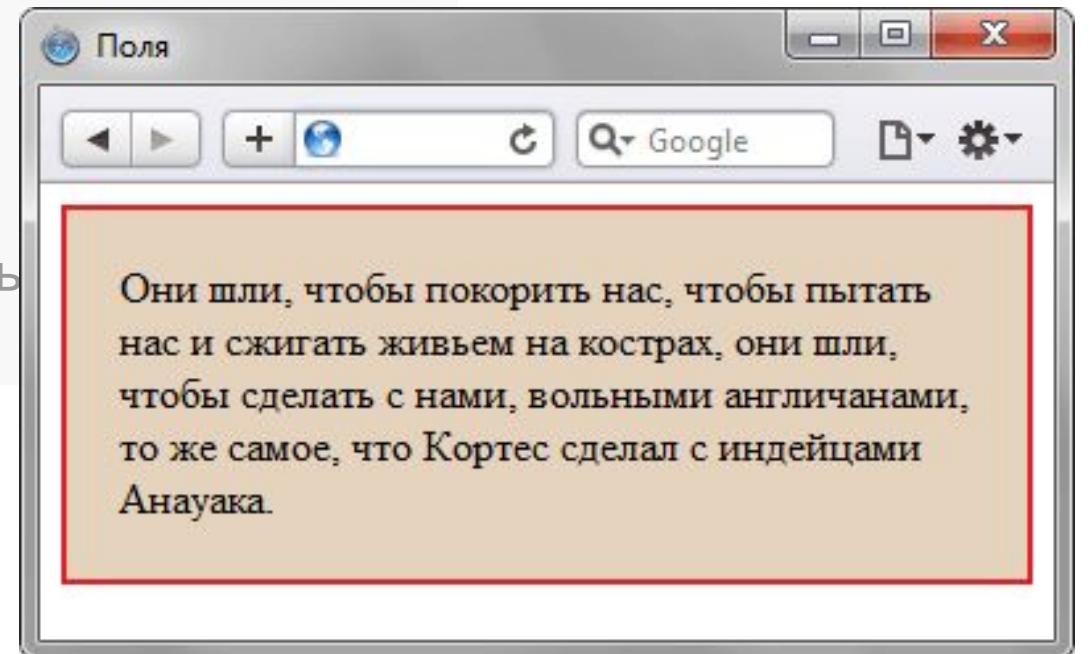 Поля
Google
Они шли, чтобы покорить нас, чтобы пытать
нас и сжигать живьем на кострах, они шли,
чтобы сделать с нами, вольными англичанами,
то же самое, что Кортес сделал с индейцами
Анауака.